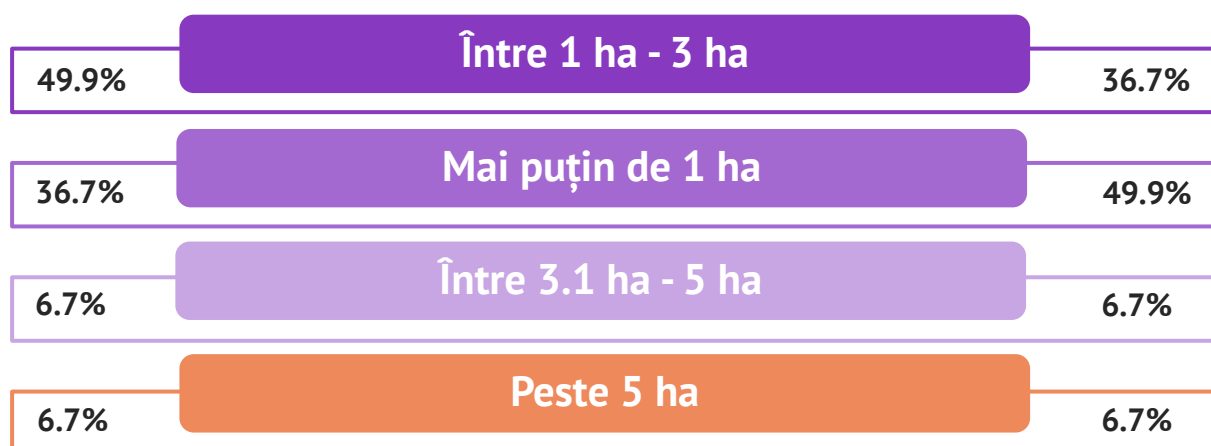 Între 1 ha - 3 ha
49.9%
36.7%
Mai puțin de 1 ha
36.7%
49.9%
Între 3.1 ha - 5 ha
6.7%
6.7%
Peste 5 ha
6.7%
6.7%